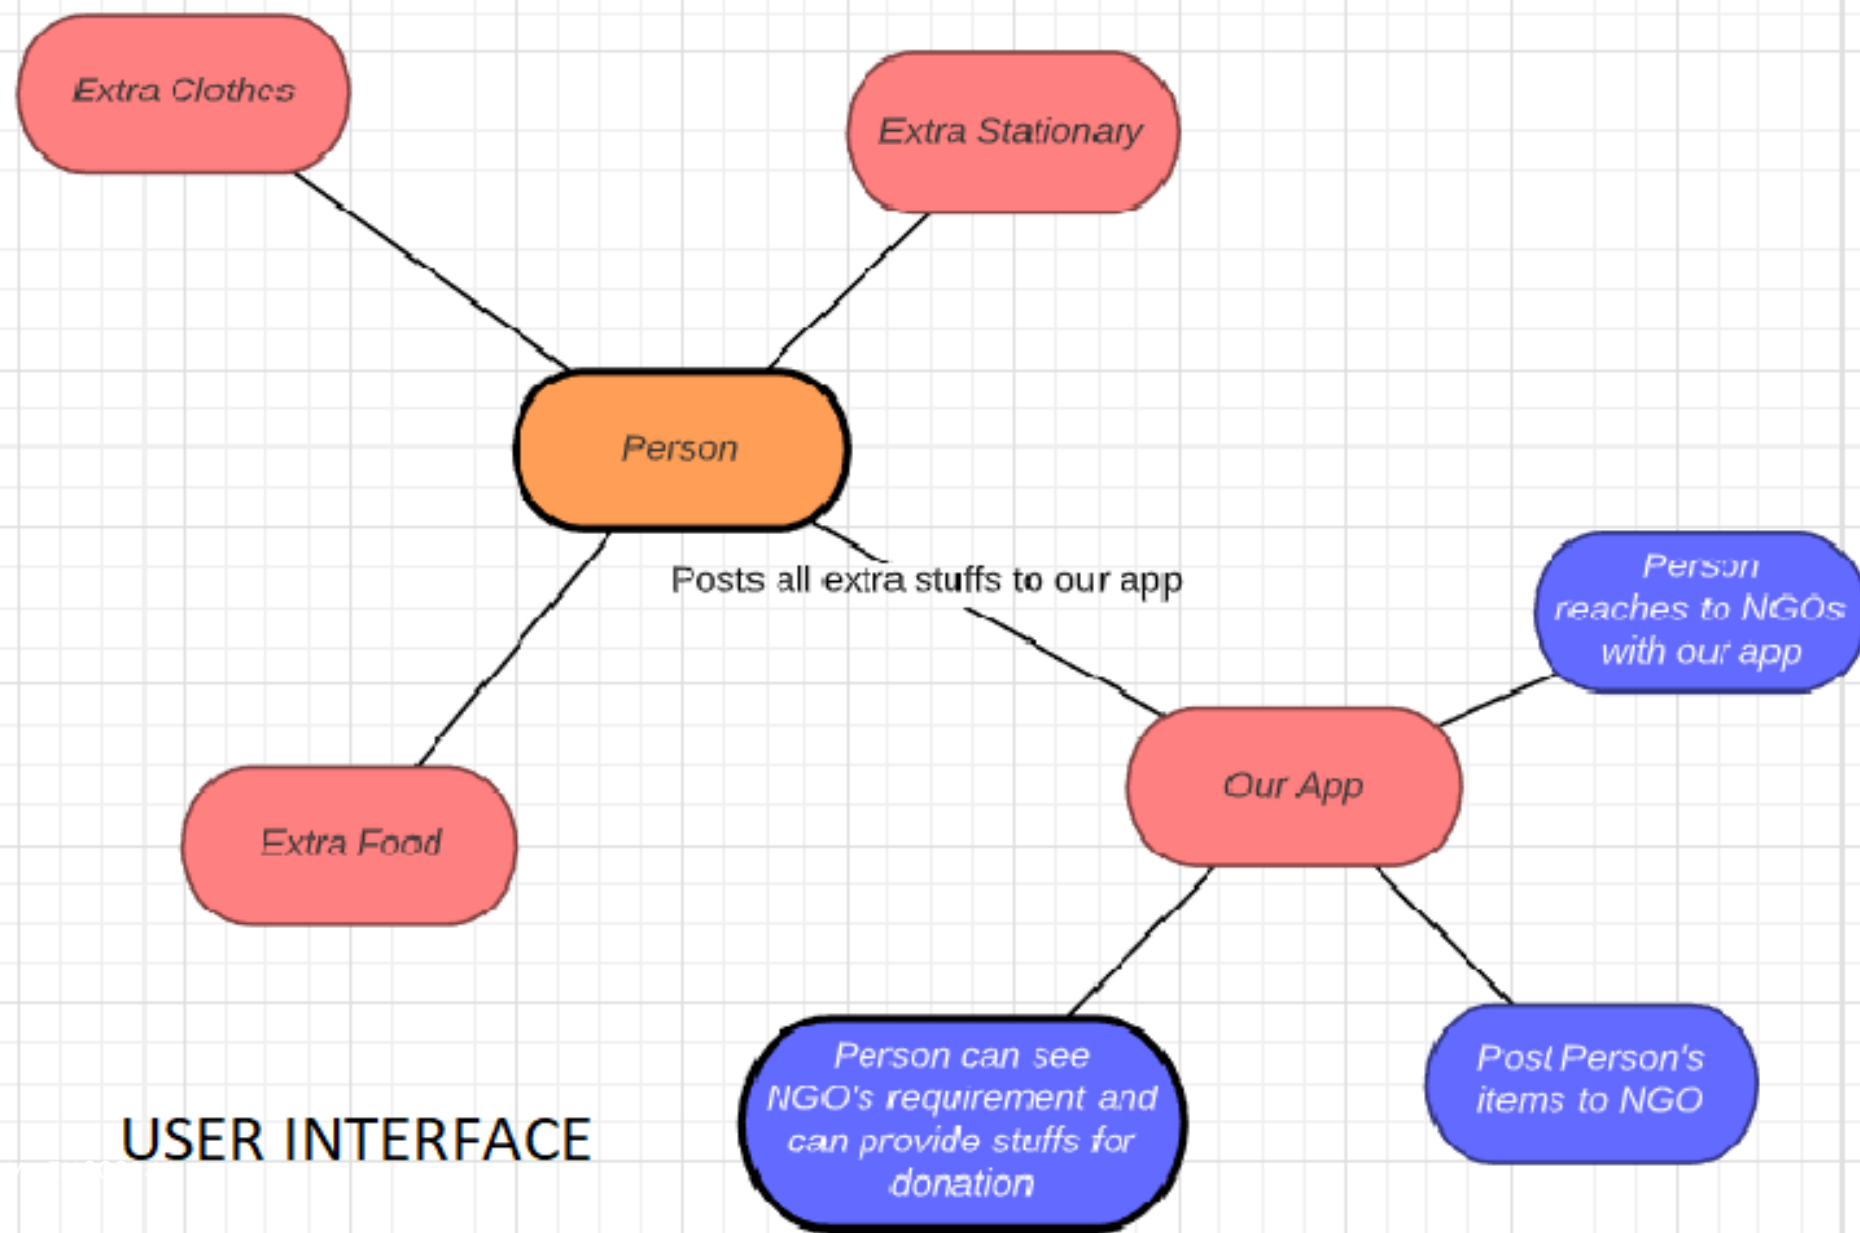 Extra Clothes
Extra Stationary
Person
Posts all extra stuffs to our app
Person
reaches to NGOs
with our app
Our App
Extra Food
Person can see
NGO's requirement and
can provide stuffs for
donation
Post Person's
items to NGO
USER INTERFACE